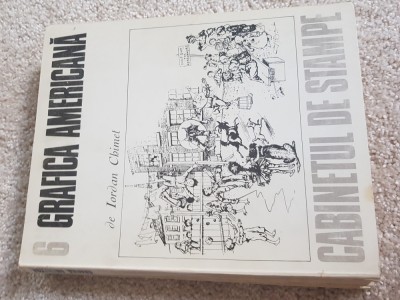 6 GRAFICA AMERICANĂ
de Iordan Chimet
CABINETUL DE STAMPE